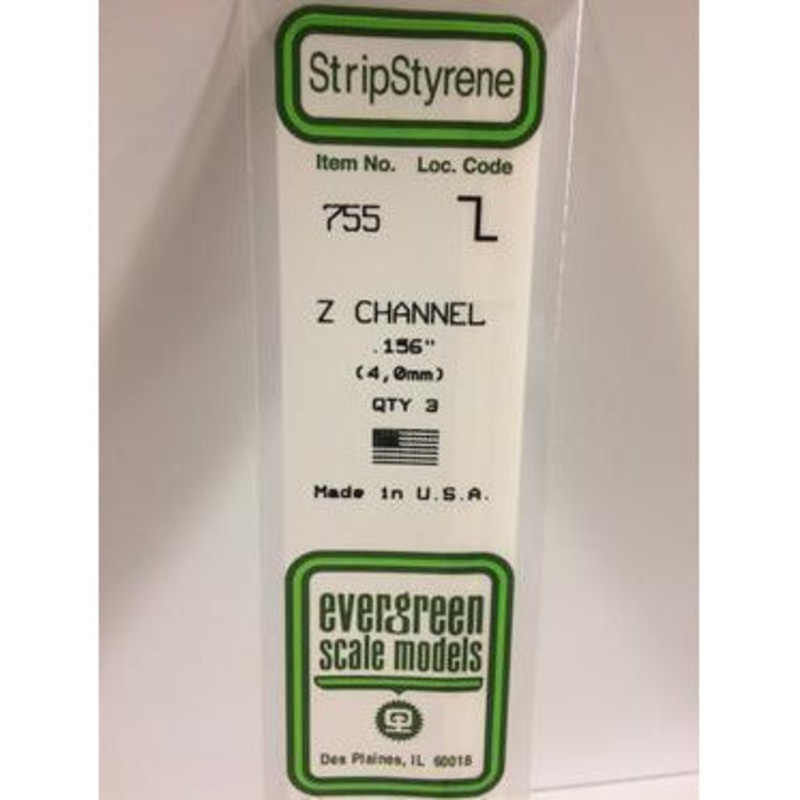 StripStyrene
Item No. Loc. Code
755
Z CHANNEL
.156"
(4,0mm)
QTY 3
Made in U.S.A.
evergreen
scale models
Des Plaines, IL 60018